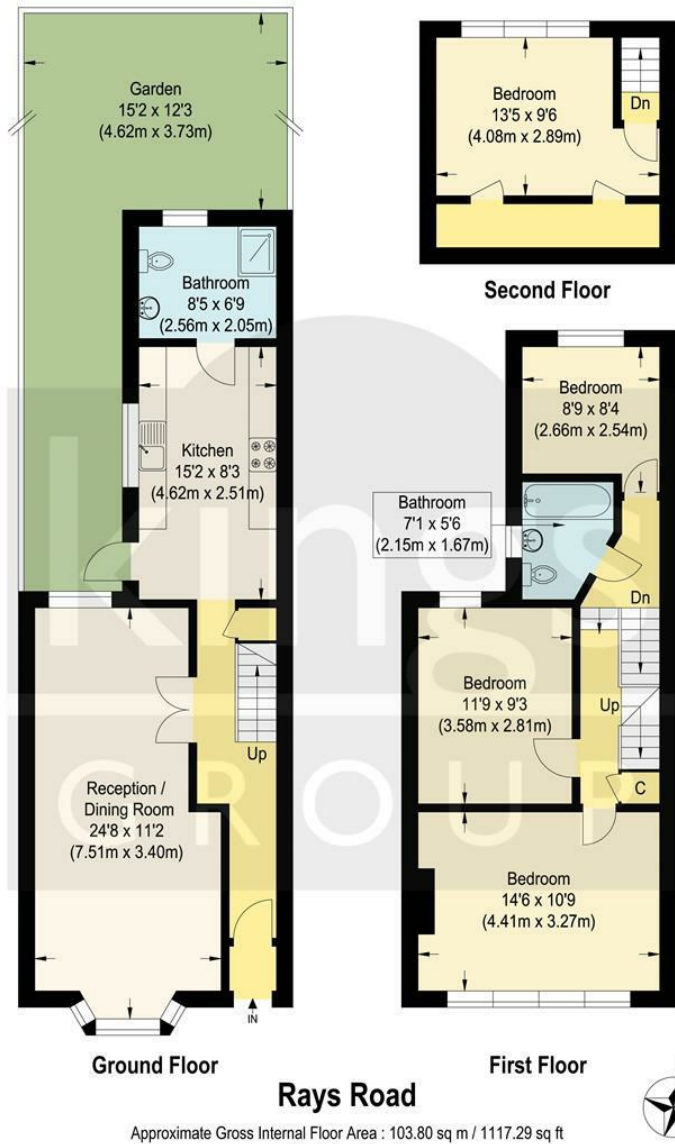 Garden
15'2 x 12'3
(4.62m x 3.73m)
Bathroom
8'5 x 6'9
(2.56m x 2.05m)
Kitchen
15'2 x 8'3
(4.62m x 2.51m)
Up
Reception /
Dining Room
24'8 x 11'2
(7.51m x 3.40m)
IN
Ground Floor
Bedroom
13'5 x 9'6
(4.08m x 2.89m)
Dn
Second Floor
Bedroom
8'9 x 8'4
(2.66m x 2.54m)
Bathroom
7'1 x 5'6
(2.15m x 1.67m)
Dn
Bedroom
11'9 x 9'3
(3.58m x 2.81m)
Up
C
Bedroom
14'6 x 10'9
(4.41m x 3.27m)
First Floor
Kings
GROUP
Rays Road
Approximate Gross Internal Floor Area : 103.80 sq m / 1117.29 sq ft